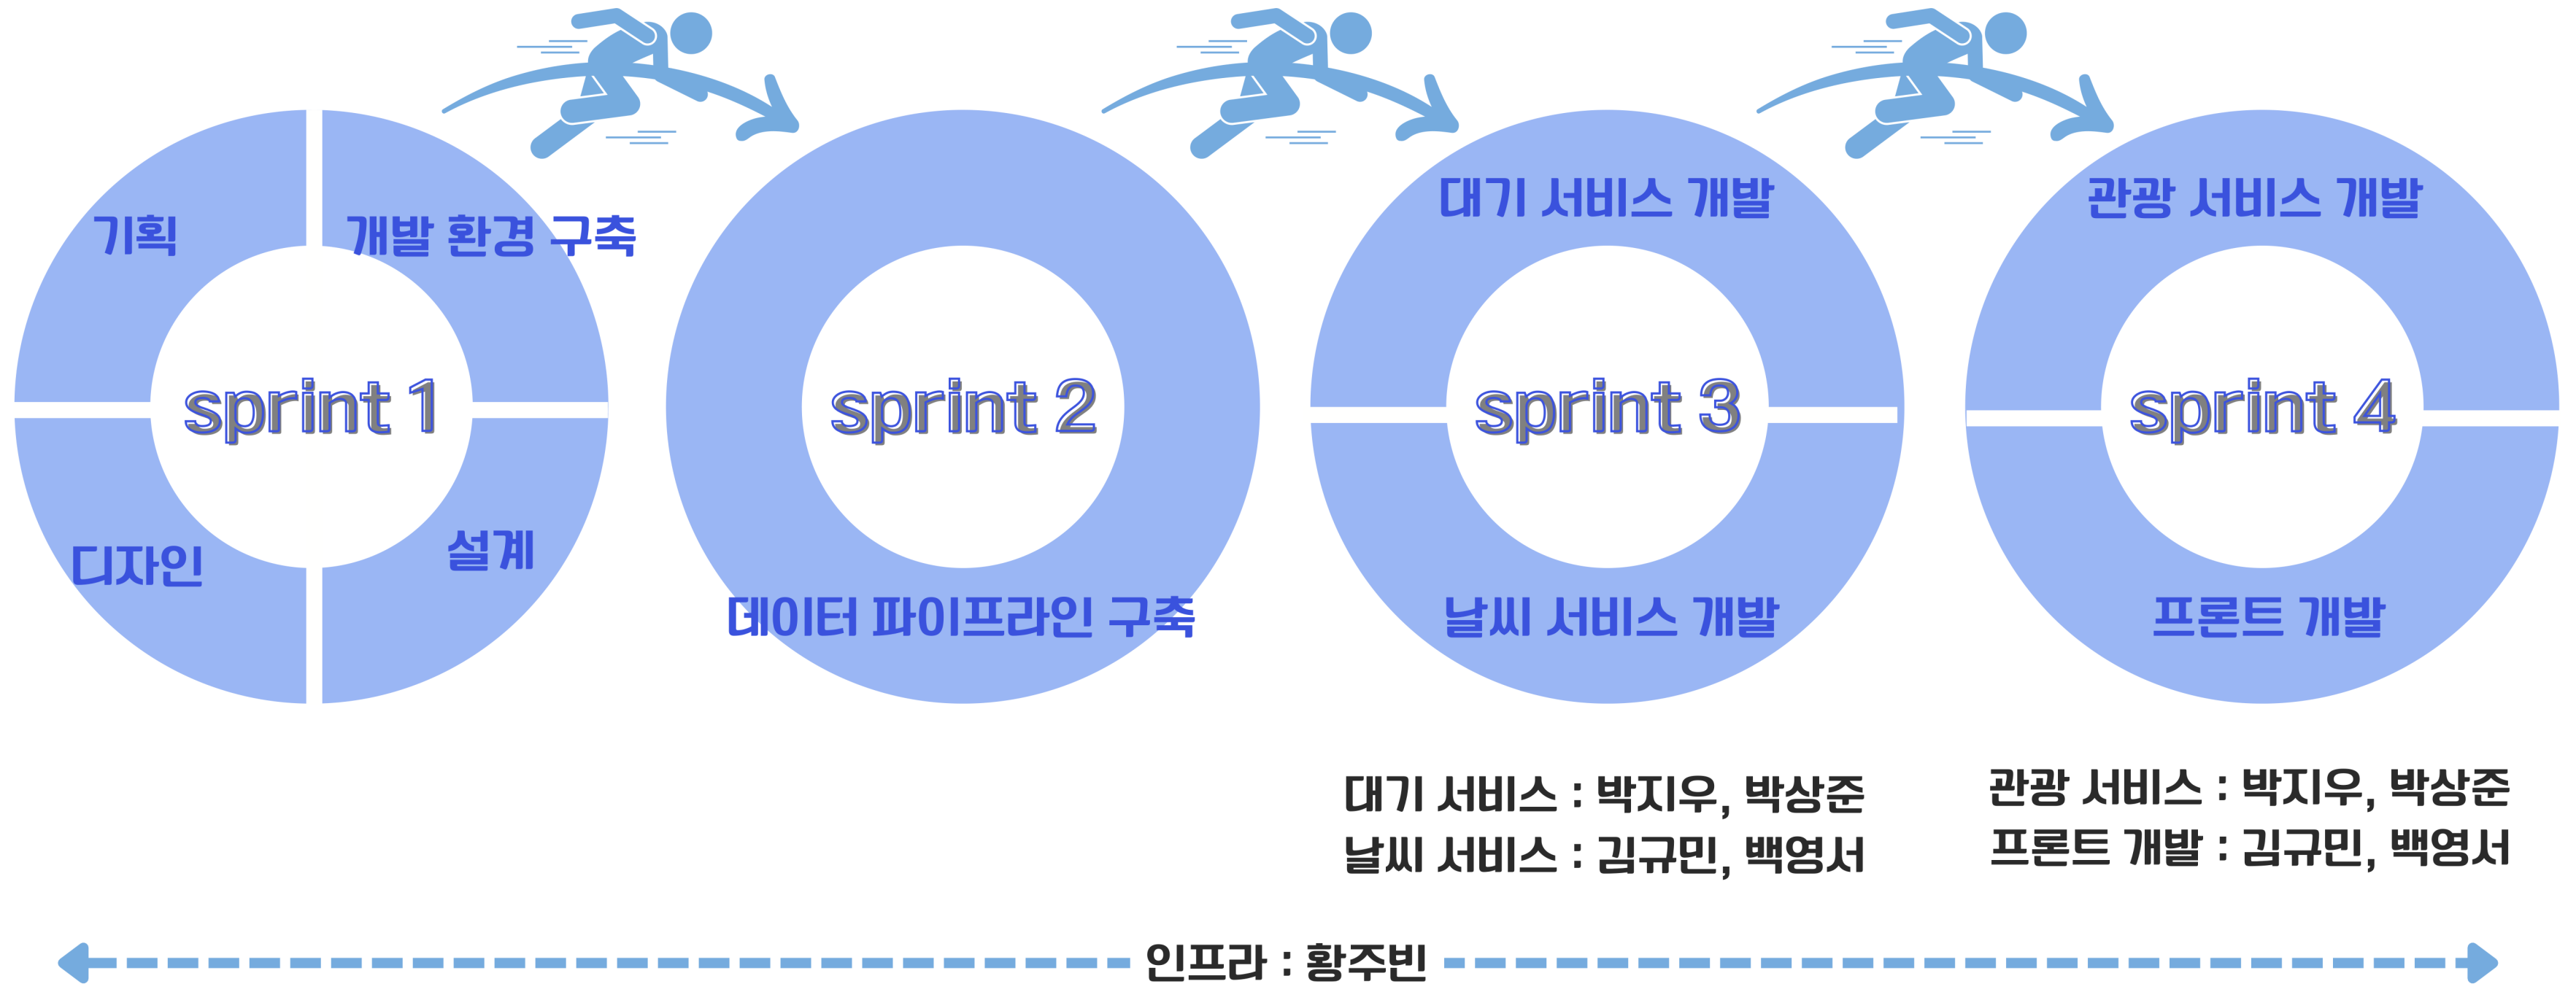 기획
개발 환경 구축
sprint 1
디자인
설계
sprint 2
데이터 파이프라인 구축
대기 서비스 개발
sprint 3
날씨 서비스 개발
관광 서비스 개발
sprint 4
프론트 개발
대기 서비스 : 박지우, 박상준
날씨 서비스 : 김규민, 백영서
관광 서비스 : 박지우, 박상준
프론트 개발 : 김규민, 백영서
인프라 : 황주빈